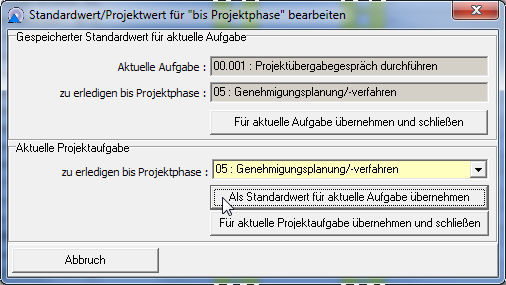 Standardwert/Projektwert für "bis Projektphase" bearbeiten
Gespeicherter Standardwert für aktuelle Aufgabe
Aktuelle Aufgabe : 00.001 : Projektübergabegespräch durchführen
zu erledigen bis Projektphase : 05 : Genehmigungsplanung/-verfahren
Für aktuelle Aufgabe übernehmen und schließen
Aktuelle Projektaufgabe
zu erledigen bis Projektphase : 05 : Genehmigungsplanung/-verfahren
Als Standardwert für aktuelle Aufgabe übernehmen
Für aktuelle Projektaufgabe übernehmen und schließen
Abbruch